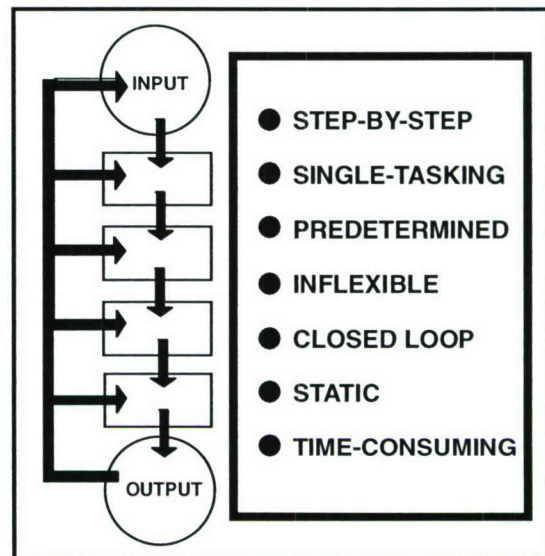 INPUT
OUTPUT
● STEP-BY-STEP
● SINGLE-TASKING
● PREDETERMINED
● INFLEXIBLE
● CLOSED LOOP
● STATIC
● TIME-CONSUMING